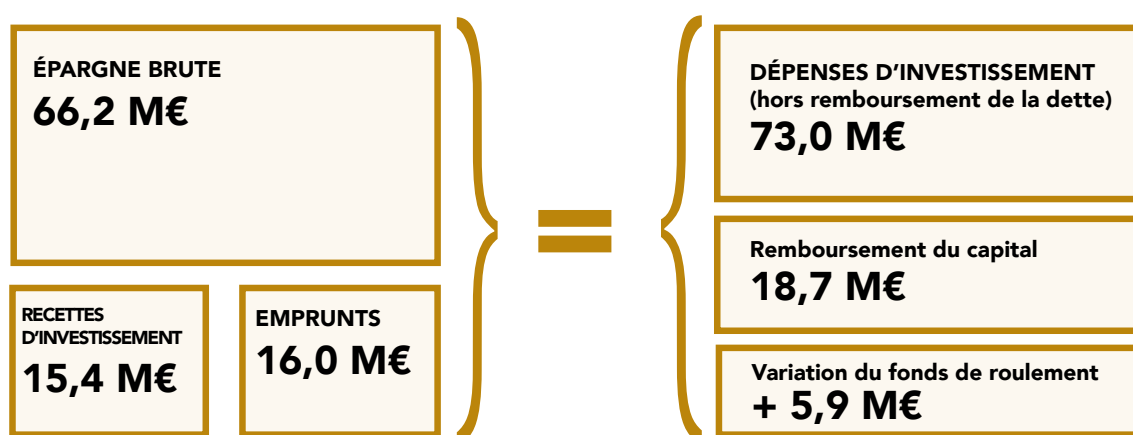 ÉPARGNE BRUTE
66,2 M€
RECETTES
D'INVESTISSEMENT
15,4 M€
EMPRUNTS
16,0 M€
=
DÉPENSES D'INVESTISSEMENT
(hors remboursement de la dette)
73,0 M€
Remboursement du capital
18,7 M€
Variation du fonds de roulement
+ 5,9 M€